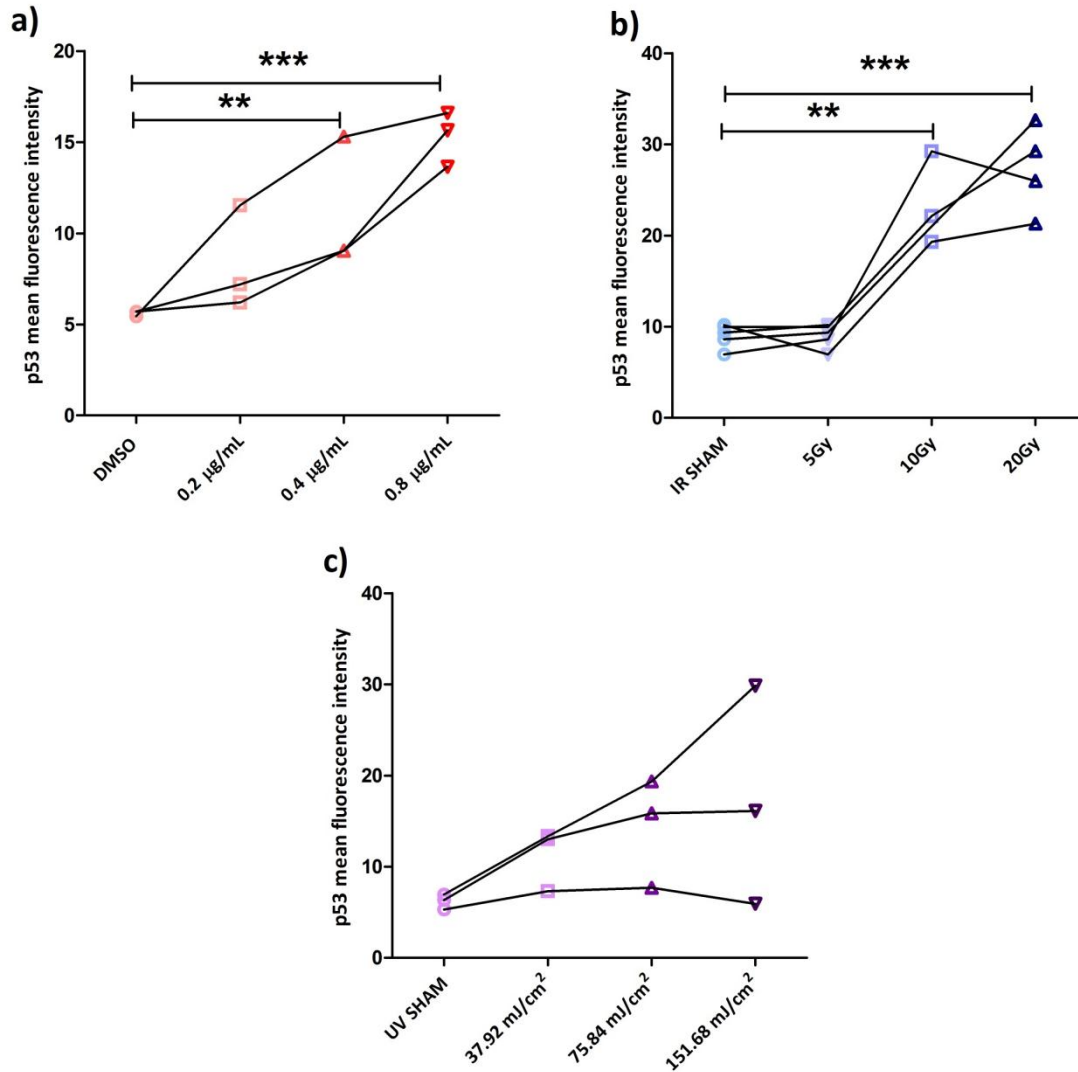 a)
p53 mean fluorescence intensity
20
15
10
5
0
***
**
DMSO
0.2 µg/mL
0.4 µg/mL
0.8 µg/mL
b)
p53 mean fluorescence intensity
40
30
20
10
0
***
**
IR SHAM
5Gy
10Gy
20Gy
c)
p53 mean fluorescence intensity
40
30
20
10
0
UV SHAM
37.92 mJ/cm²
75.84 mJ/cm²
151.68 mJ/cm²